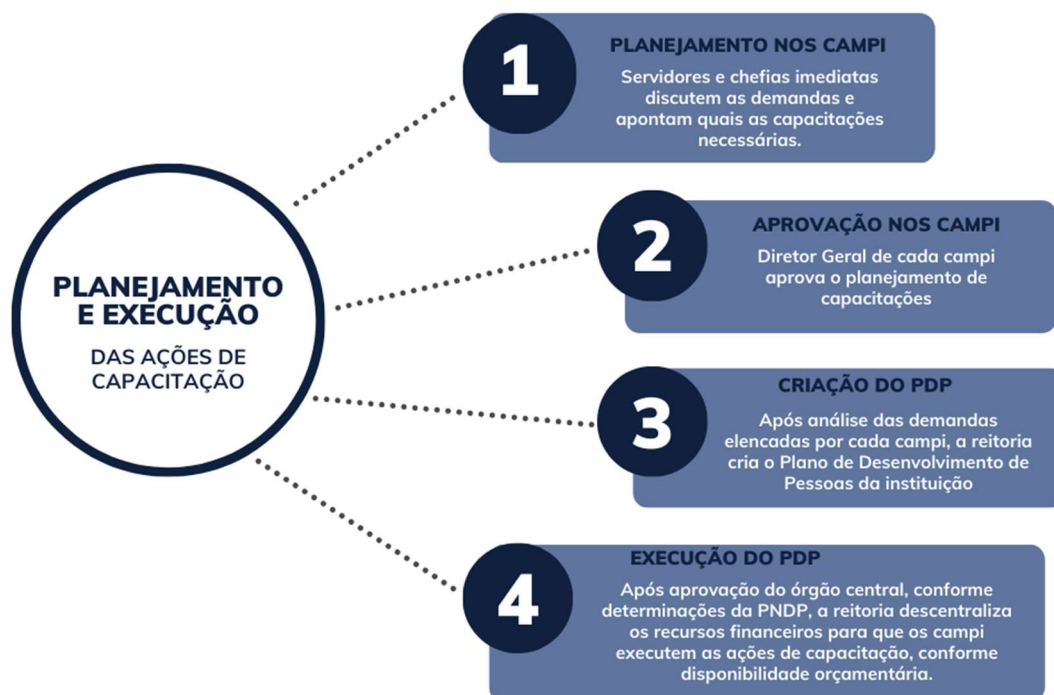 PLANEJAMENTO
E EXECUÇÃO
DAS AÇÕES DE
CAPACITAÇÃO
1
PLANEJAMENTO NOS CAMPI
Servidores e chefias imediatas
discutem as demandas e
apontam quais as capacitações
necessárias.
2
APROVAÇÃO NOS CAMPI
Diretor Geral de cada campi
aprova o planejamento de
capacitações
3
CRIAÇÃO DO PDP
Após análise das demandas
elencadas por cada campi, a reitoria
cria o Plano de Desenvolvimento de
Pessoas da instituição
4
EXECUÇÃO DO PDP
Após aprovação do órgão central, conforme
determinações da PNDP, a reitoria descentraliza
os recursos financeiros para que os campi
executem as ações de capacitação, conforme
disponibilidade orçamentária.